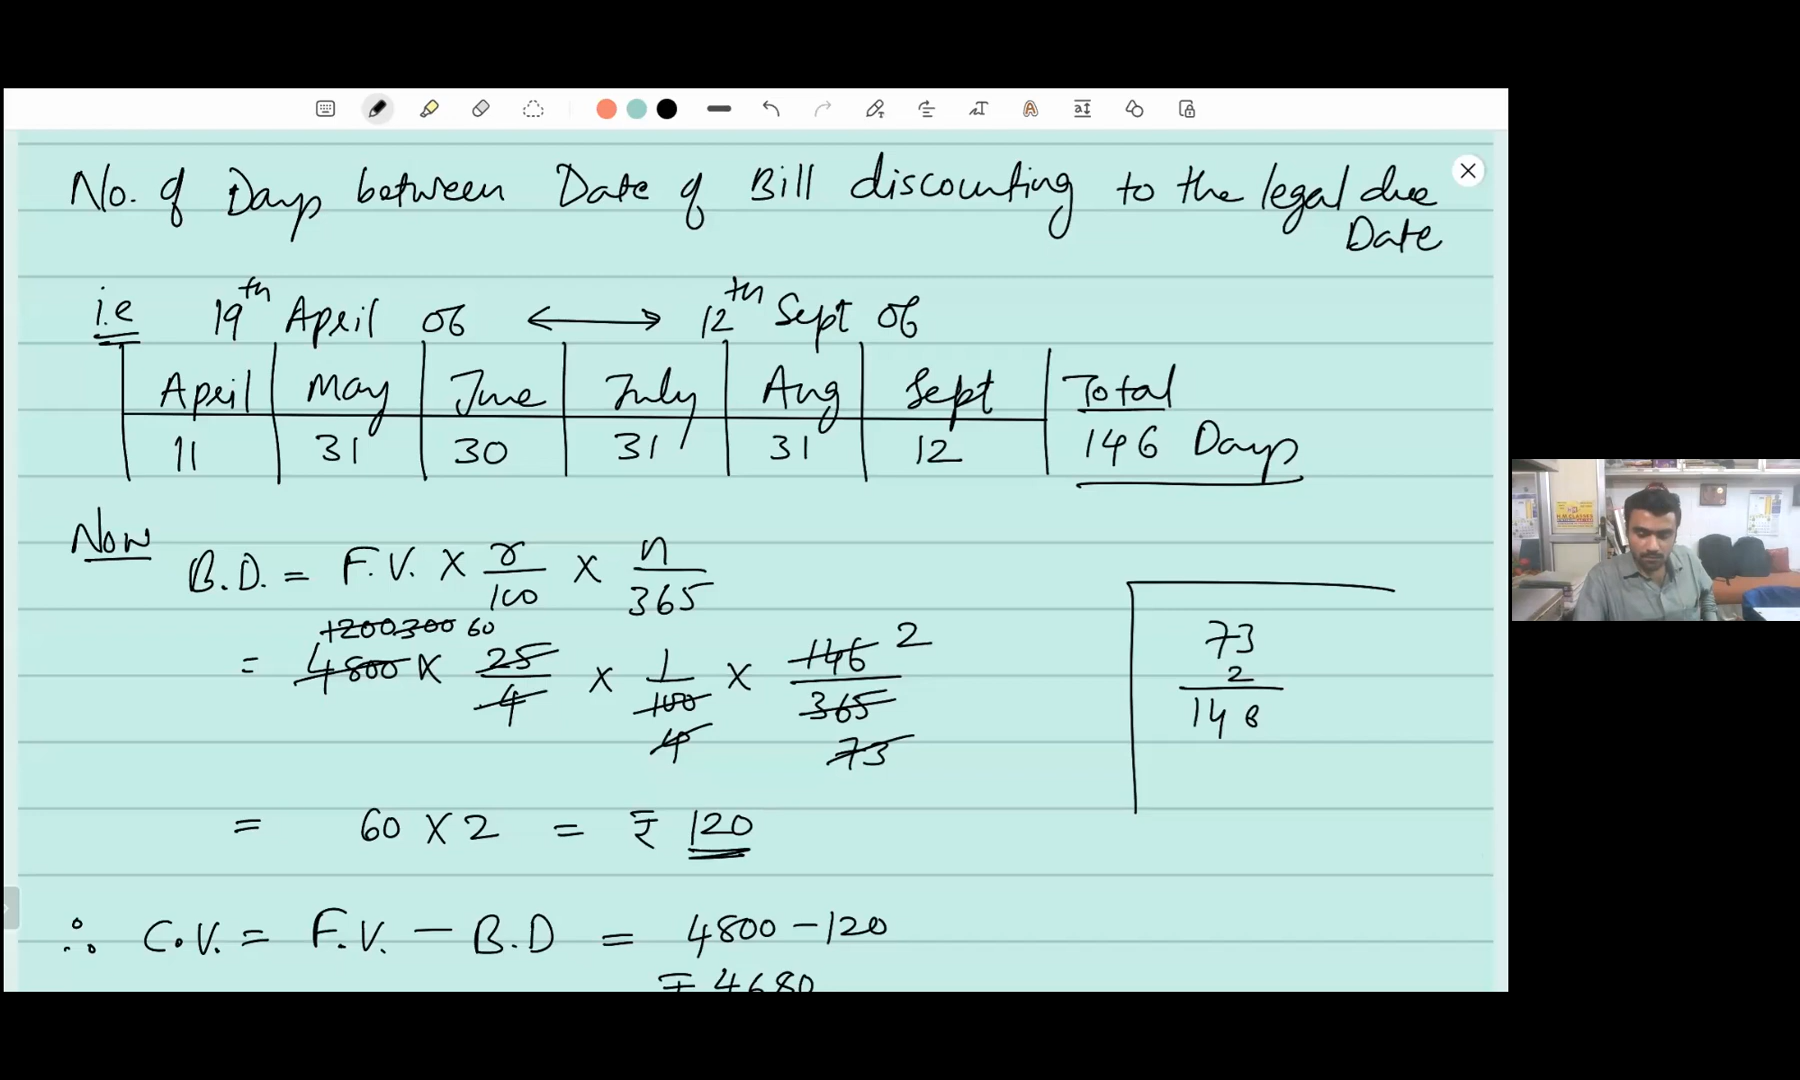 No. of Days between Date of Bill discounting to the legal due
Date
i.e 19th April 06 ⟷ 12th Sept 06
April May June July Aug Sept Total
11 31 30 31 31 12 146 Days
Now
B.D. = F.V. × r/100 × n/365
1200 300 60
= 4800 × 25/4 × 1/100 × 146/365 2
4 73
73
2
146
= 60 × 2 = ₹ 120
∴ C.V. = F.V. – B.D = 4800 – 120
₹ 4680